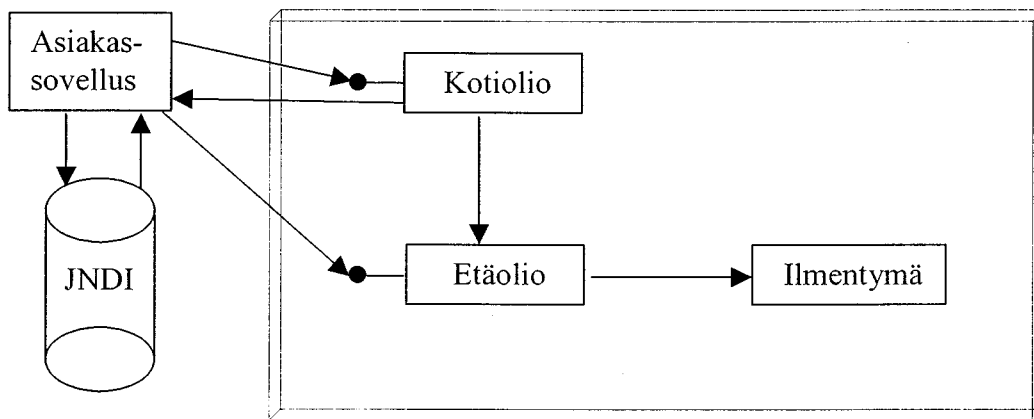 Asiakas-
sovellus
Kotiolio
JNDI
Etäolio
Ilmentymä